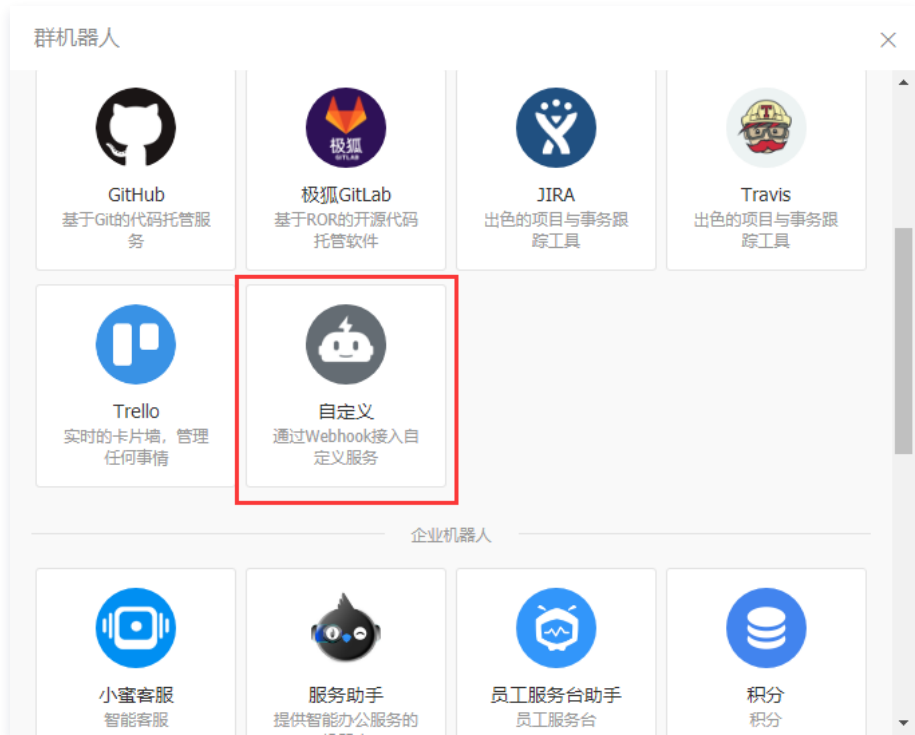 群机器人
极狐
GITLAB
T
GitHub
极狐GitLab
JIRA
Travis
基于Git的代码托管服
务
基于ROR的开源代码
托管软件
出色的项目与事务跟
踪工具
出色的项目与事务跟
踪工具
Trello
自定义
实时的卡片墙，管理
任何事情
通过Webhook接入自
定义服务
企业机器人
小蜜客服
服务助手
员工服务台助手
积分
智能客服
提供智能办公服务的
员工服务台
积分